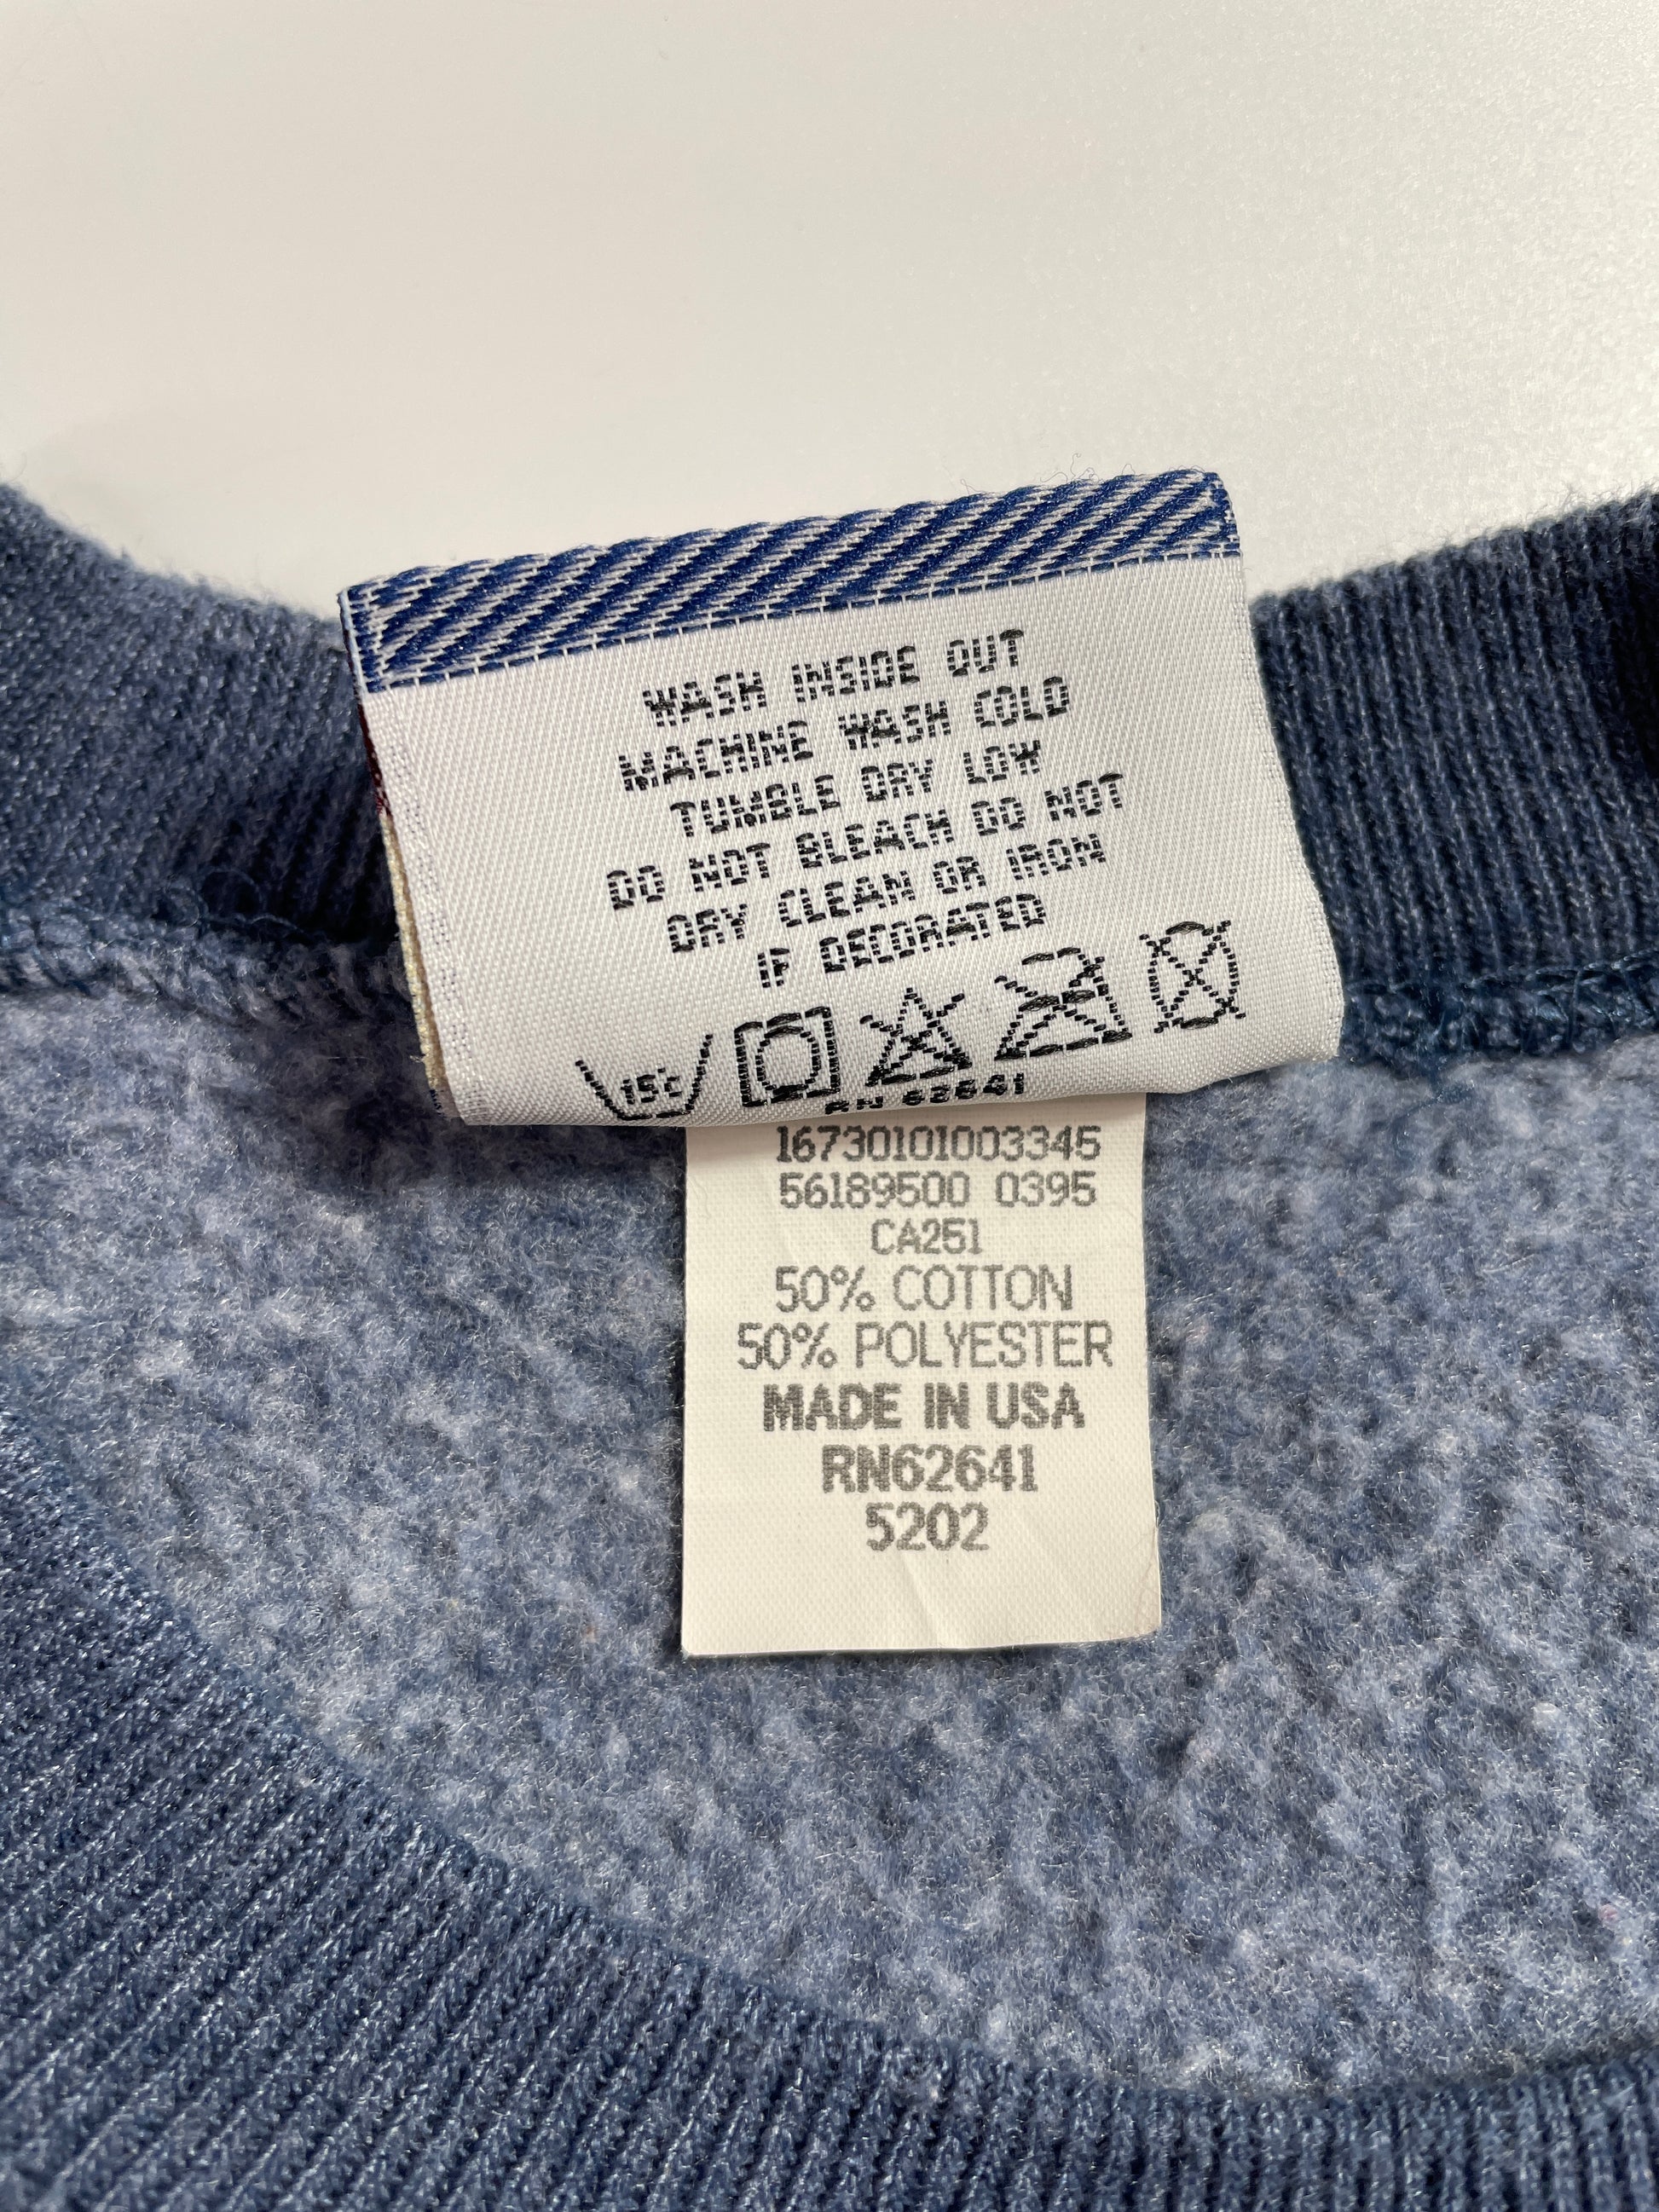 WASH INSIDE OUT
MACHINE WASH COLD
TUMBLE DRY LOW
DO NOT BLEACH DO NOT
DRY CLEAN OR IRON
IF DECORATED
15°c
RN 62641
16730101003345
56189500 0395
CA251
50% COTTON
50% POLYESTER
MADE IN USA
RN62641
5202